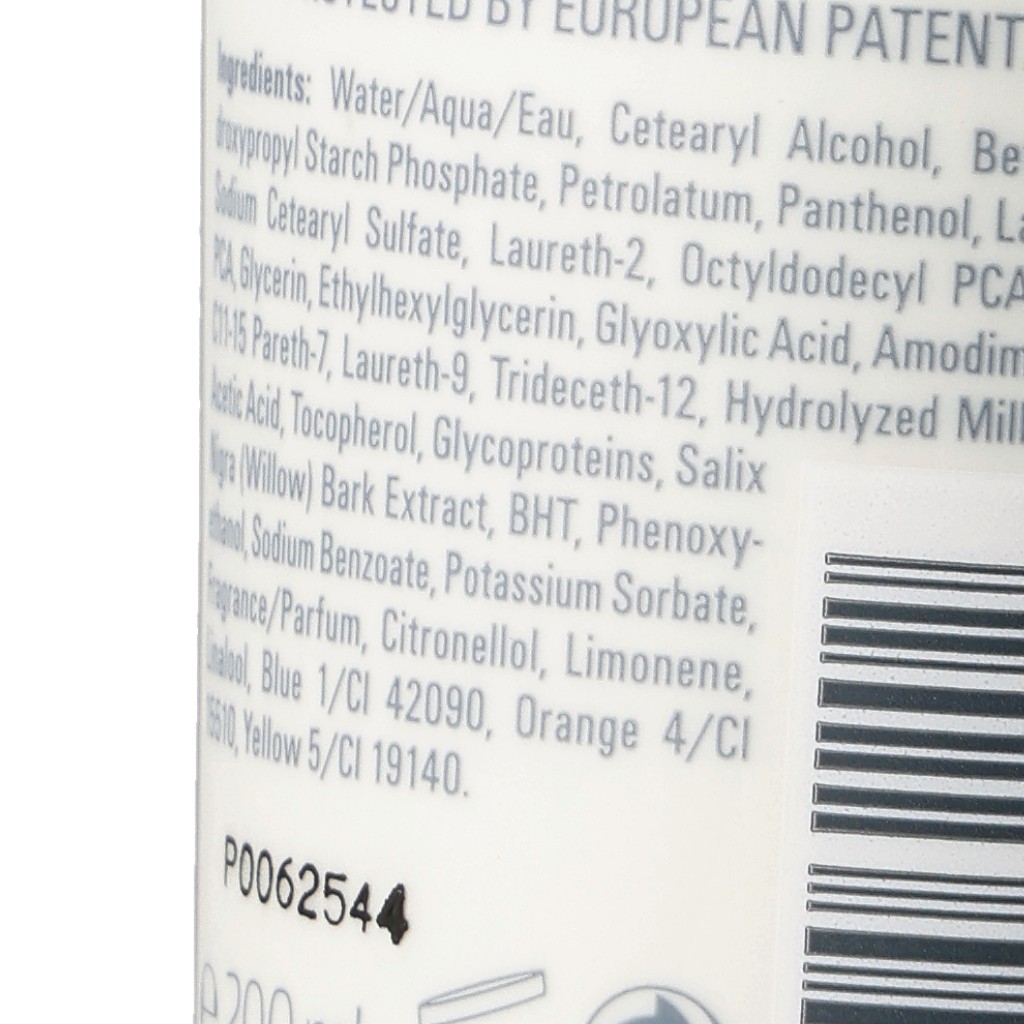 BY EUROPEAN PATENT
Ingredients: Water/Aqua/Eau, Cetearyl Alcohol, Be
droxypropyl Starch Phosphate, Petrolatum, Panthenol, La
Sodium Cetearyl Sulfate, Laureth-2, Octyldodecyl PCA
PCA, Glycerin, Ethylhexylglycerin, Glyoxylic Acid, Amodim
C11-15 Pareth-7, Laureth-9, Trideceth-12, Hydrolyzed Milk
Acetic Acid, Tocopherol, Glycoproteins, Salix
Nigra (Willow) Bark Extract, BHT, Phenoxy-
ethanol, Sodium Benzoate, Potassium Sorbate,
Fragrance/Parfum, Citronellol, Limonene,
Linalool, Blue 1/CI 42090, Orange 4/CI
15510, Yellow 5/CI 19140.
P0062544
e 200 ml